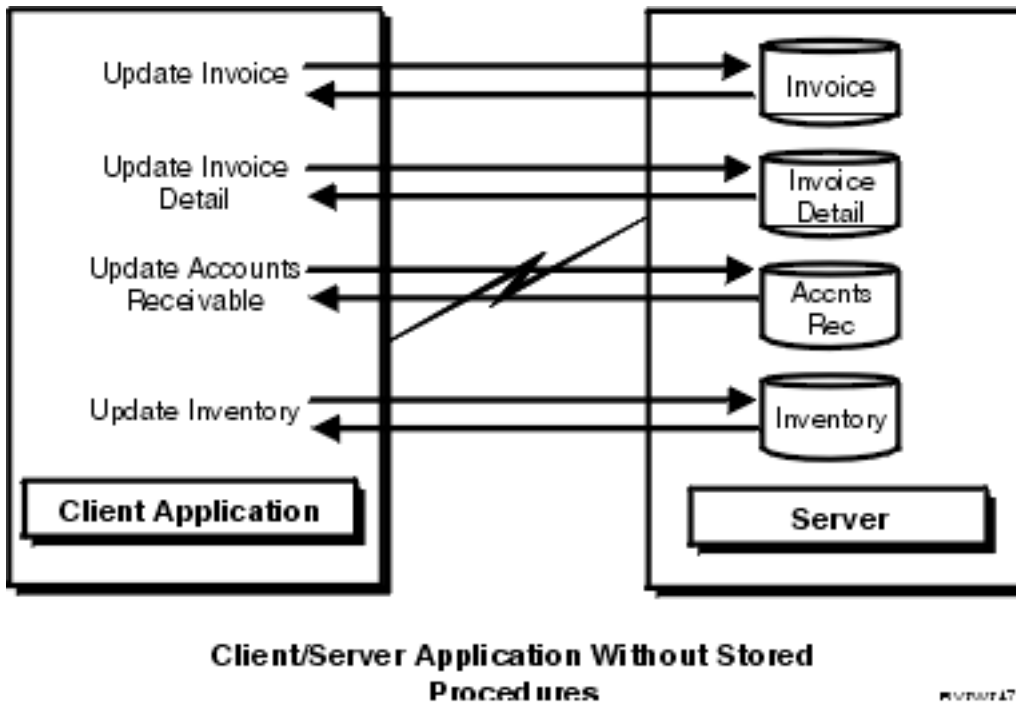 Update Invoice
Invoice
Update Invoice
Detail
Invoice
Detail
Update Accounts
Receivable
Accnts
Rec
Update Inventory
Inventory
Client Application
Server
Client/Server Application Without Stored
Procedures